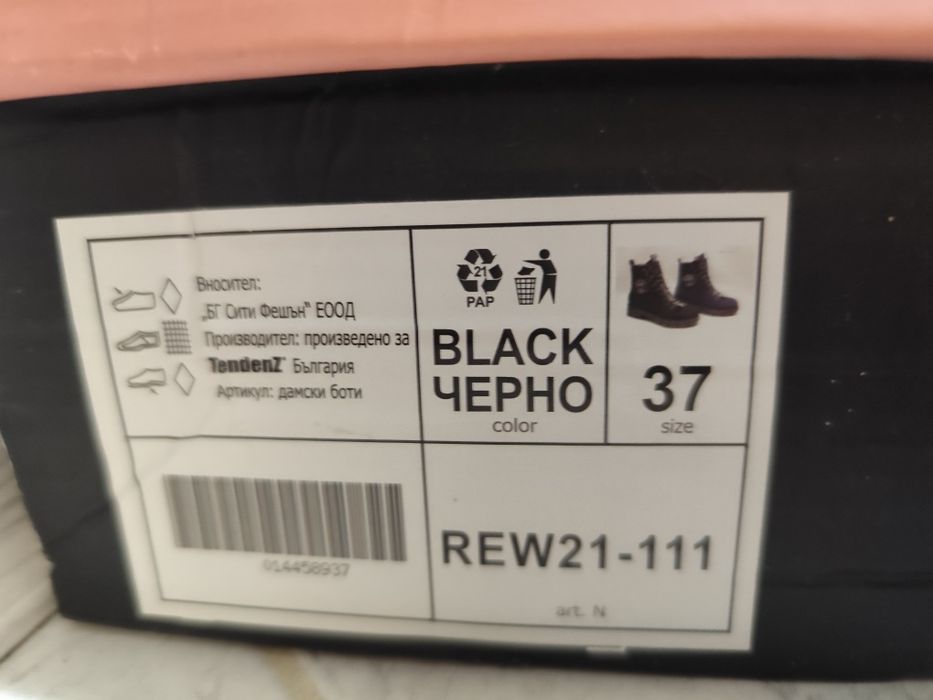 Вносител:
„БГ Сити Фешън" ЕООД
Производител: произведено за
TendenZ® България
Артикул: дамски боти
21
PAP
BLACK
ЧЕРНО
color
37
size
014458937
REW21-111
art. N